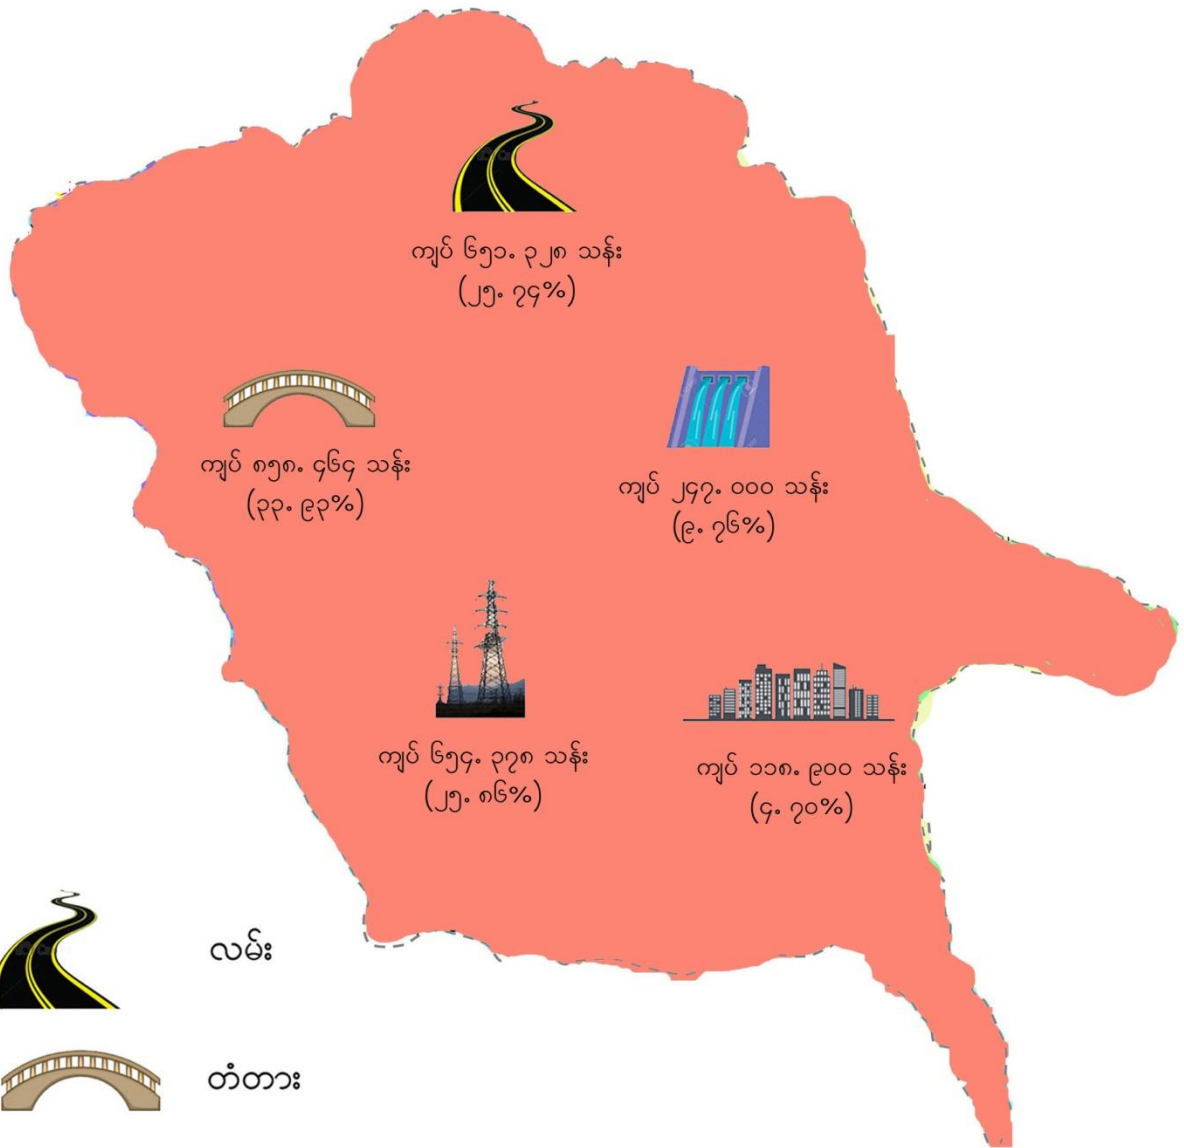 ကျပ် ၆၅၁. ၃၂၈ သန်း
(၂၅. ၇၄%)
ကျပ် ၈၅၈. ၄၆၄ သန်း
(၃၃. ၉၃%)
ကျပ် ၂၄၇. ၀၀၀ သန်း
(၉. ၇၆%)
ကျပ် ၆၅၄. ၃၇၈ သန်း
(၂၅. ၈၆%)
ကျပ် ၁၁၈. ၉၀၀ သန်း
(၄. ၇၀%)
လမ်း
တံတား